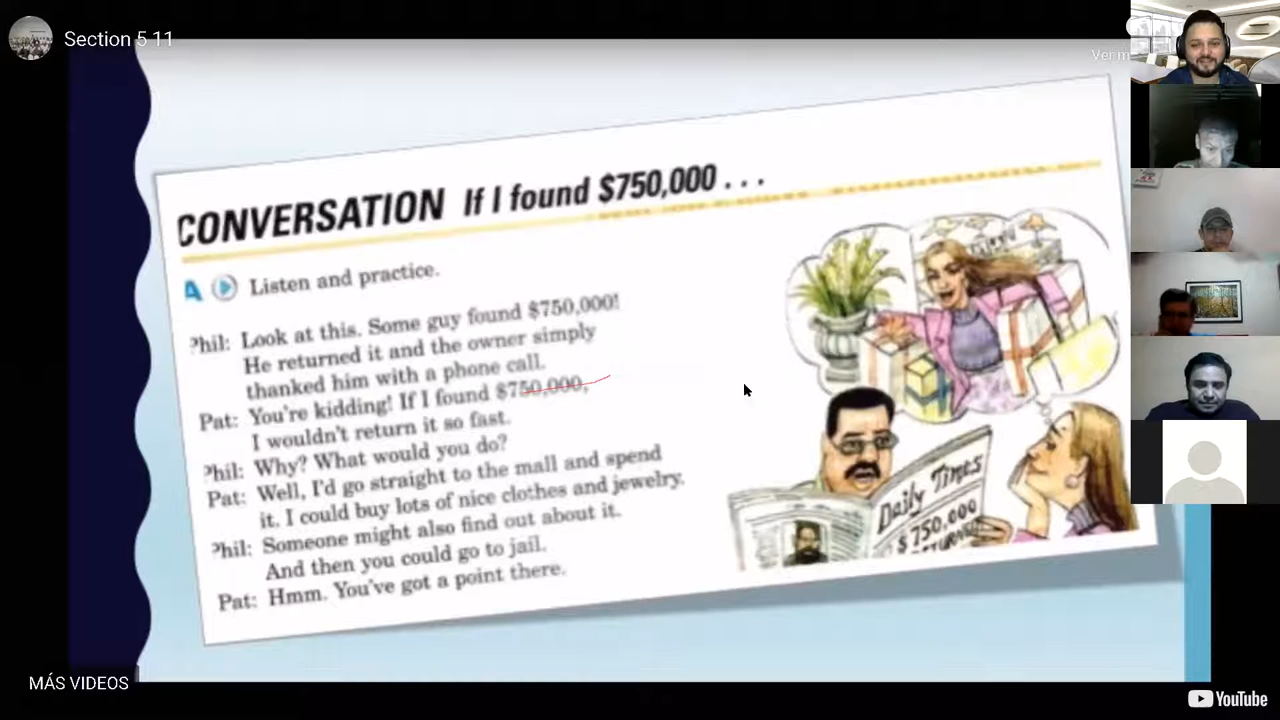 Section 5 11
Ver m
CONVERSATION If I found $750,000 . . .
A Listen and practice.
Phil: Look at this. Some guy found $750,000!
He returned it and the owner simply
thanked him with a phone call.
Pat: You're kidding! If I found $750,000,
I wouldn't return it so fast.
Phil: Why? What would you do?
Pat: Well, I'd go straight to the mall and spend
it. I could buy lots of nice clothes and jewelry.
Phil: Someone might also find out about it.
And then you could go to jail.
Pat: Hmm. You've got a point there.
Daily Times
$750,000
MÁS VIDEOS
YouTube